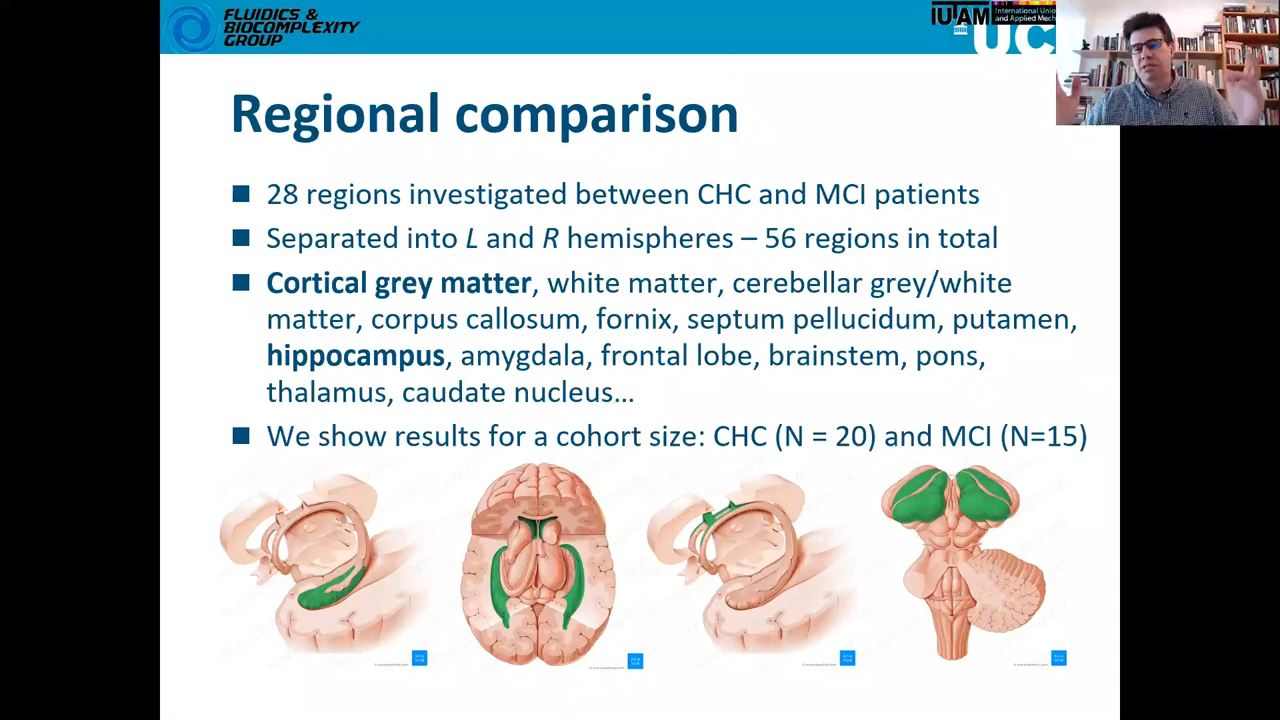 FLUIDICS &
BIOCOMPLEXITY
GROUP
IUTAM
International Unio
and Applied Mech
UC
Regional comparison
28 regions investigated between CHC and MCI patients
Separated into L and R hemispheres – 56 regions in total
Cortical grey matter, white matter, cerebellar grey/white
matter, corpus callosum, fornix, septum pellucidum, putamen,
hippocampus, amygdala, frontal lobe, brainstem, pons,
thalamus, caudate nucleus…
We show results for a cohort size: CHC (N = 20) and MCI (N=15)